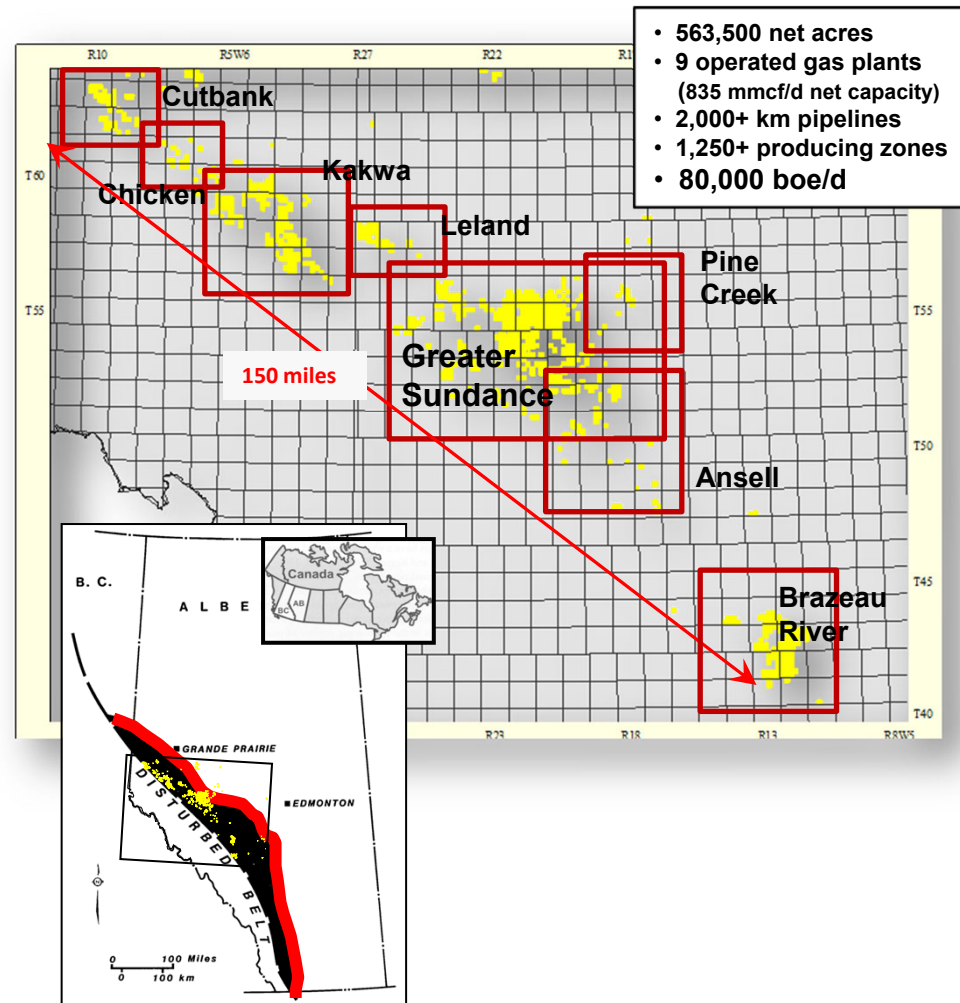 • 563,500 net acres
• 9 operated gas plants
(835 mmcf/d net capacity)
• 2,000+ km pipelines
• 1,250+ producing zones
• 80,000 boe/d
R10
R5W6
R27
R22
Cutbank
Kakwa
T60
Chicken
Leland
Pine
Creek
T55
T55
Greater
Sundance
150 miles
T50
Ansell
T45
Brazeau
River
T40
R23
R18
R13
R8W5
Canada
BC
AB
B. C.
A L B E
GRANDE PRAIRIE
EDMONTON
DISTURBED BELT
0 100 Miles
0 100 km